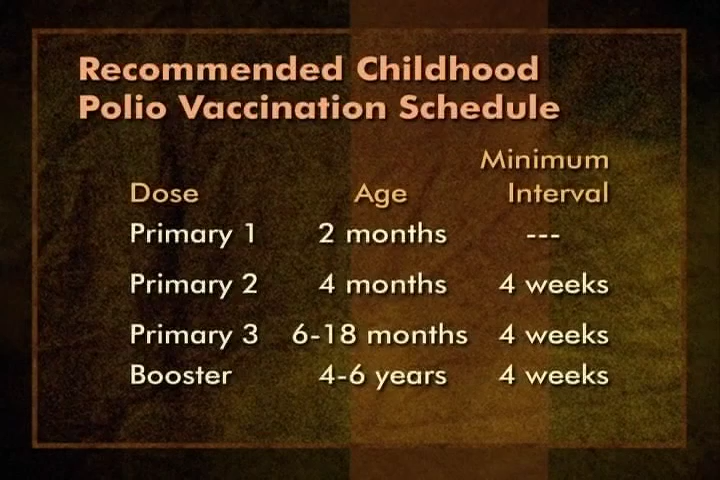 Recommended Childhood
Polio Vaccination Schedule
Minimum
Dose Age Interval
Primary 1 2 months ---
Primary 2 4 months 4 weeks
Primary 3 6-18 months 4 weeks
Booster 4-6 years 4 weeks